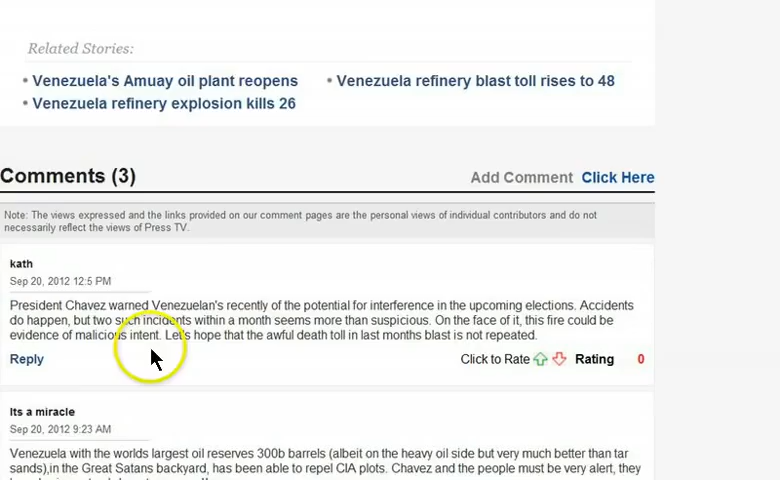 Related Stories:
• Venezuela's Amuay oil plant reopens • Venezuela refinery blast toll rises to 48
• Venezuela refinery explosion kills 26
Comments (3) Add Comment Click Here
Note: The views expressed and the links provided on our comment pages are the personal views of individual contributors and do not
necessarily reflect the views of Press TV.
kath
Sep 20, 2012 12:5 PM
President Chavez warned Venezuelan's recently of the potential for interference in the upcoming elections. Accidents
do happen, but two such incidents within a month seems more than suspicious. On the face of it, this fire could be
evidence of malicious intent. Let's hope that the awful death toll in last months blast is not repeated.
Reply Click to Rate Rating 0
Its a miracle
Sep 20, 2012 9:23 AM
Venezuela with the worlds largest oil reserves 300b barrels (albeit on the heavy oil side but very much better than tar
sands),in the Great Satans backyard, has been able to repel CIA plots. Chavez and the people must be very alert, they